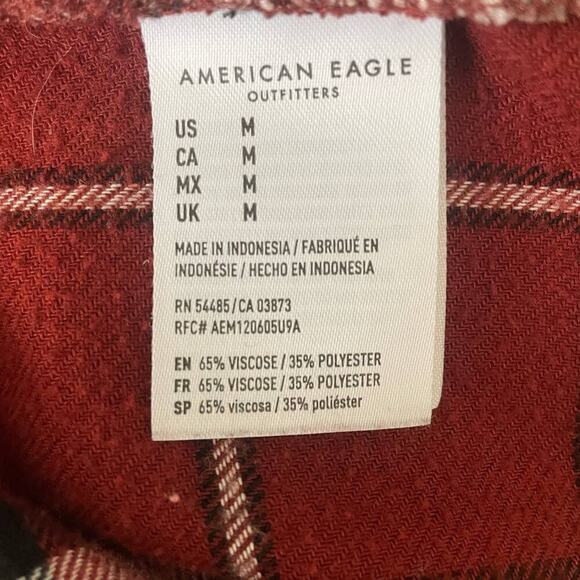 AMERICAN EAGLE
OUTFITTERS
US M
CA M
MX M
UK M
MADE IN INDONESIA / FABRIQUÉ EN
INDONÉSIE / HECHO EN INDONESIA
RN 54485/CA 03873
RFC# AEM120605U9A
EN 65% VISCOSE / 35% POLYESTER
FR 65% VISCOSE / 35% POLYESTER
SP 65% viscosa / 35% poliéster